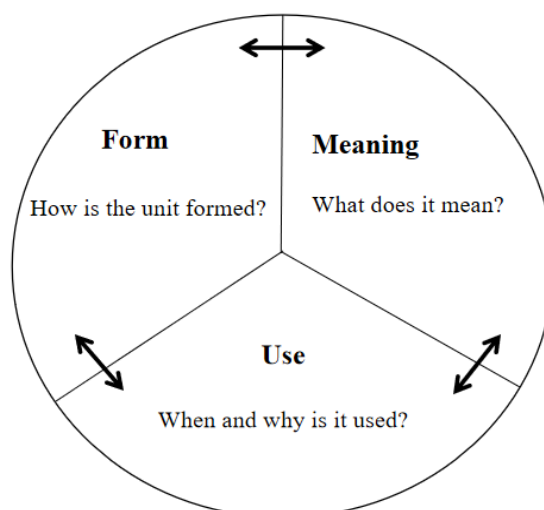 Form
How is the unit formed?
Meaning
What does it mean?
Use
When and why is it used?